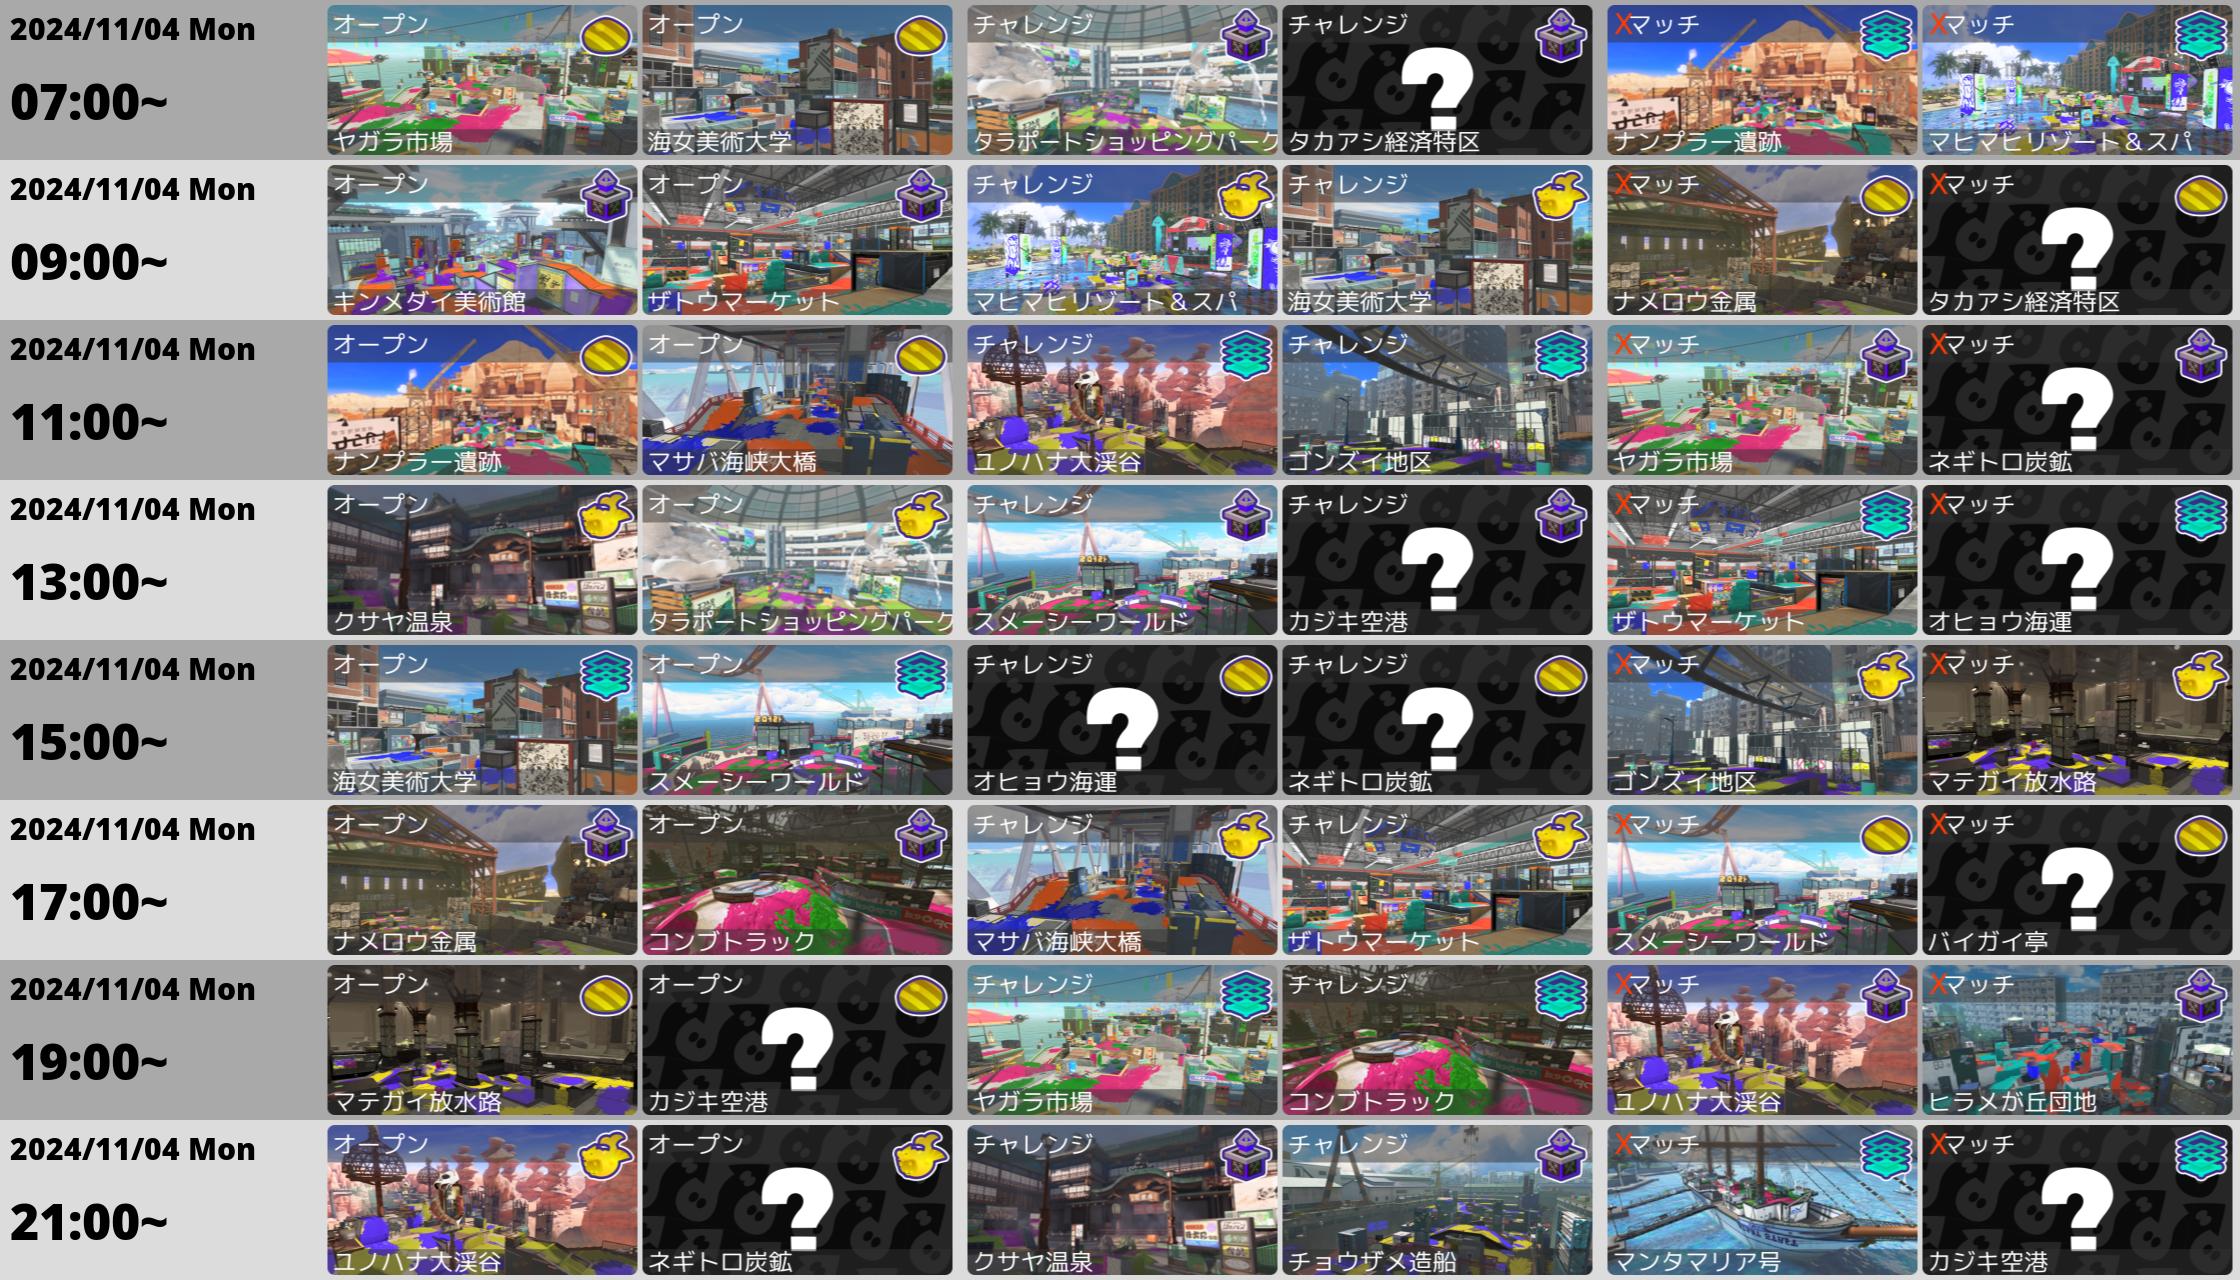 2024/11/04 Mon
07:00~
オープン
ヤガラ市場
オープン
海女美術大学
チャレンジ
タラポートショッピングパーク
チャレンジ
タカアシ経済特区
Xマッチ
ナンプラー遺跡
Xマッチ
マヒマヒリゾート＆スパ
2024/11/04 Mon
09:00~
オープン
キンメダイ美術館
オープン
ザトウマーケット
チャレンジ
マヒマヒリゾート＆スパ
チャレンジ
海女美術大学
Xマッチ
ナメロウ金属
Xマッチ
タカアシ経済特区
2024/11/04 Mon
11:00~
オープン
ナンプラー遺跡
オープン
マサバ海峡大橋
チャレンジ
ユノハナ大渓谷
チャレンジ
ゴンズイ地区
Xマッチ
ヤガラ市場
Xマッチ
ネギトロ炭鉱
2024/11/04 Mon
13:00~
オープン
クサヤ温泉
オープン
タラポートショッピングパーク
チャレンジ
スメーシーワールド
チャレンジ
カジキ空港
Xマッチ
ザトウマーケット
Xマッチ
オヒョウ海運
2024/11/04 Mon
15:00~
オープン
海女美術大学
オープン
スメーシーワールド
チャレンジ
オヒョウ海運
チャレンジ
ネギトロ炭鉱
Xマッチ
ゴンズイ地区
Xマッチ
マテガイ放水路
2024/11/04 Mon
17:00~
オープン
ナメロウ金属
オープン
コンブトラック
チャレンジ
マサバ海峡大橋
チャレンジ
ザトウマーケット
Xマッチ
スメーシーワールド
Xマッチ
バイガイ亭
2024/11/04 Mon
19:00~
オープン
マテガイ放水路
オープン
カジキ空港
チャレンジ
ヤガラ市場
チャレンジ
コンブトラック
Xマッチ
ユノハナ大渓谷
Xマッチ
ヒラメが丘団地
2024/11/04 Mon
21:00~
オープン
ユノハナ大渓谷
オープン
ネギトロ炭鉱
チャレンジ
クサヤ温泉
チャレンジ
チョウザメ造船
Xマッチ
マンタマリア号
Xマッチ
カジキ空港